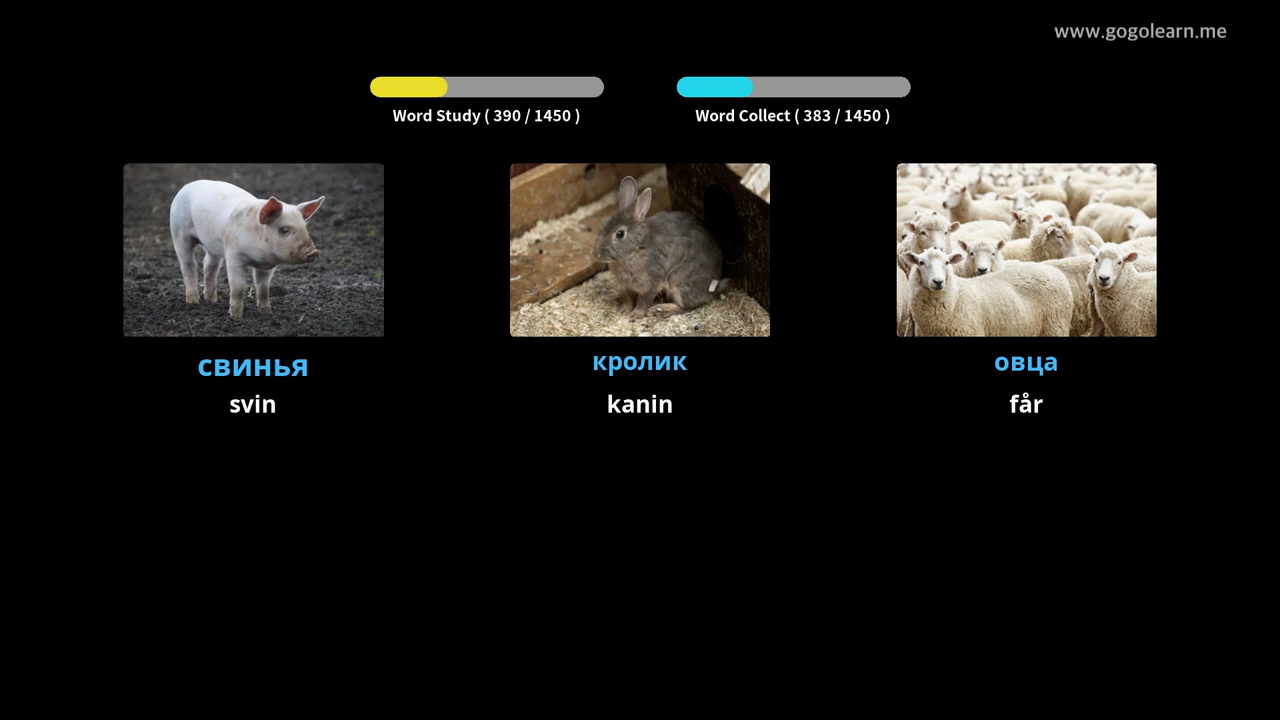 www.gogolearn.me
Word Study ( 390 / 1450 )
Word Collect ( 383 / 1450 )
свинья
кролик
овца
svin
kanin
får